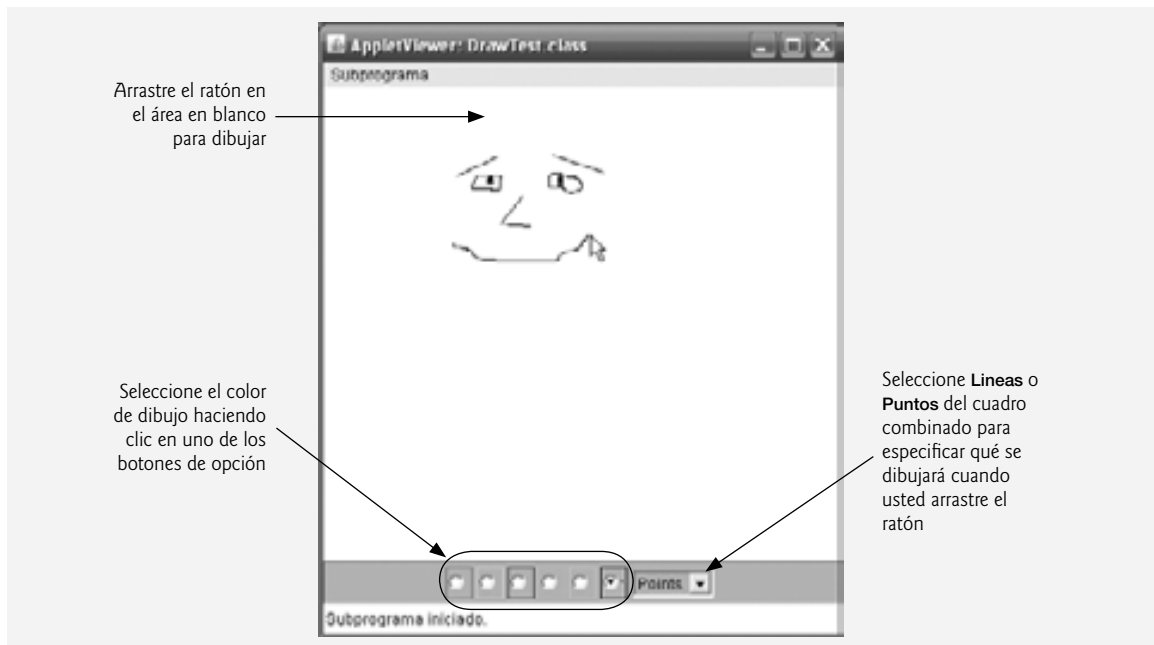 AppletViewer: DrawTest.class
Subprograma
Arrastre el ratón en
el área en blanco
para dibujar
Seleccione el color
de dibujo haciendo
clic en uno de los
botones de opción
Seleccione Lineas o
Puntos del cuadro
combinado para
especificar qué se
dibujará cuando
usted arrastre el
ratón
Points
Subprograma iniciado.